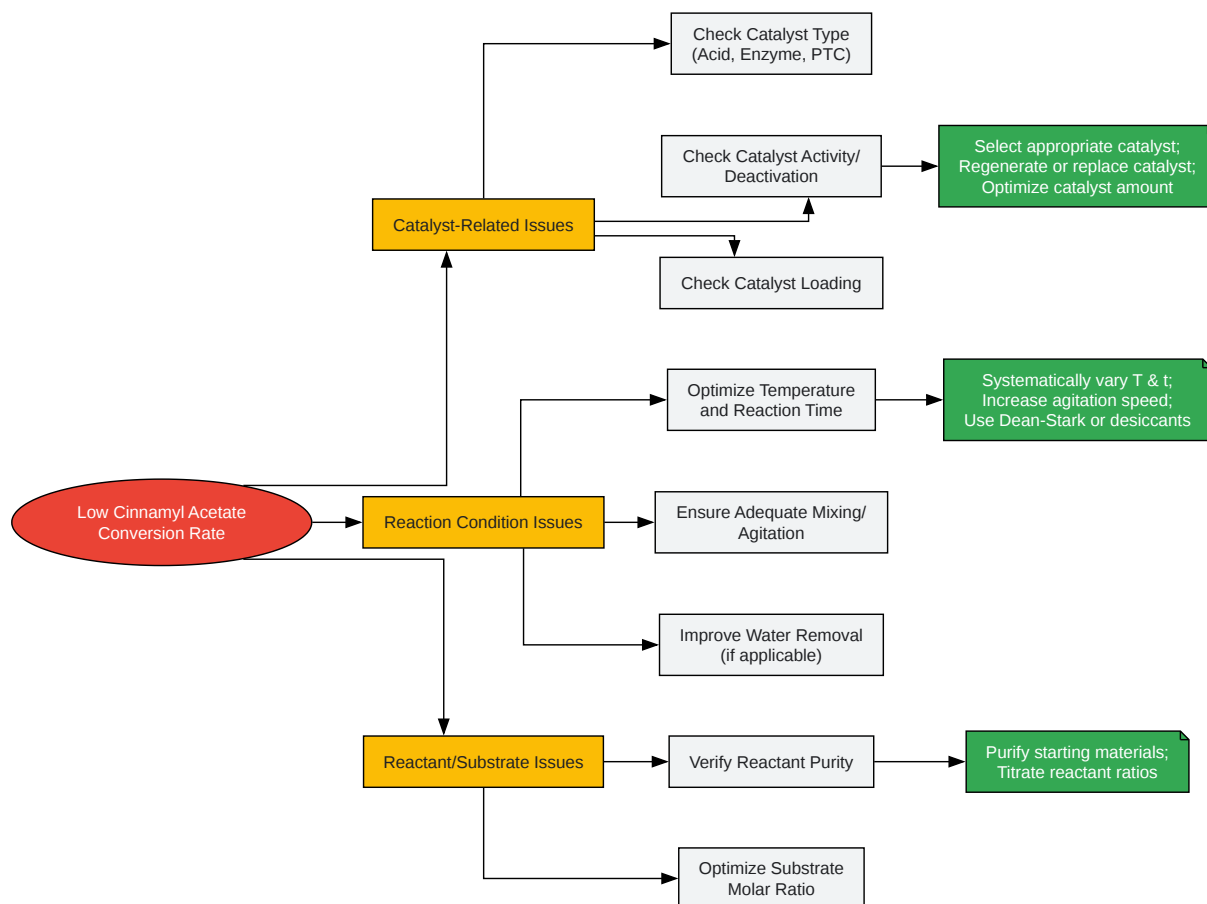 Check Catalyst Type
(Acid, Enzyme, PTC)
Check Catalyst Activity/
Deactivation
Select appropriate catalyst;
Regenerate or replace catalyst;
Optimize catalyst amount
Catalyst-Related Issues
Check Catalyst Loading
Optimize Temperature
and Reaction Time
Systematically vary T & t;
Increase agitation speed;
Use Dean-Stark or desiccants
Low Cinnamyl Acetate
Conversion Rate
Reaction Condition Issues
Ensure Adequate Mixing/
Agitation
Improve Water Removal
(if applicable)
Reactant/Substrate Issues
Verify Reactant Purity
Purify starting materials;
Titrate reactant ratios
Optimize Substrate
Molar Ratio